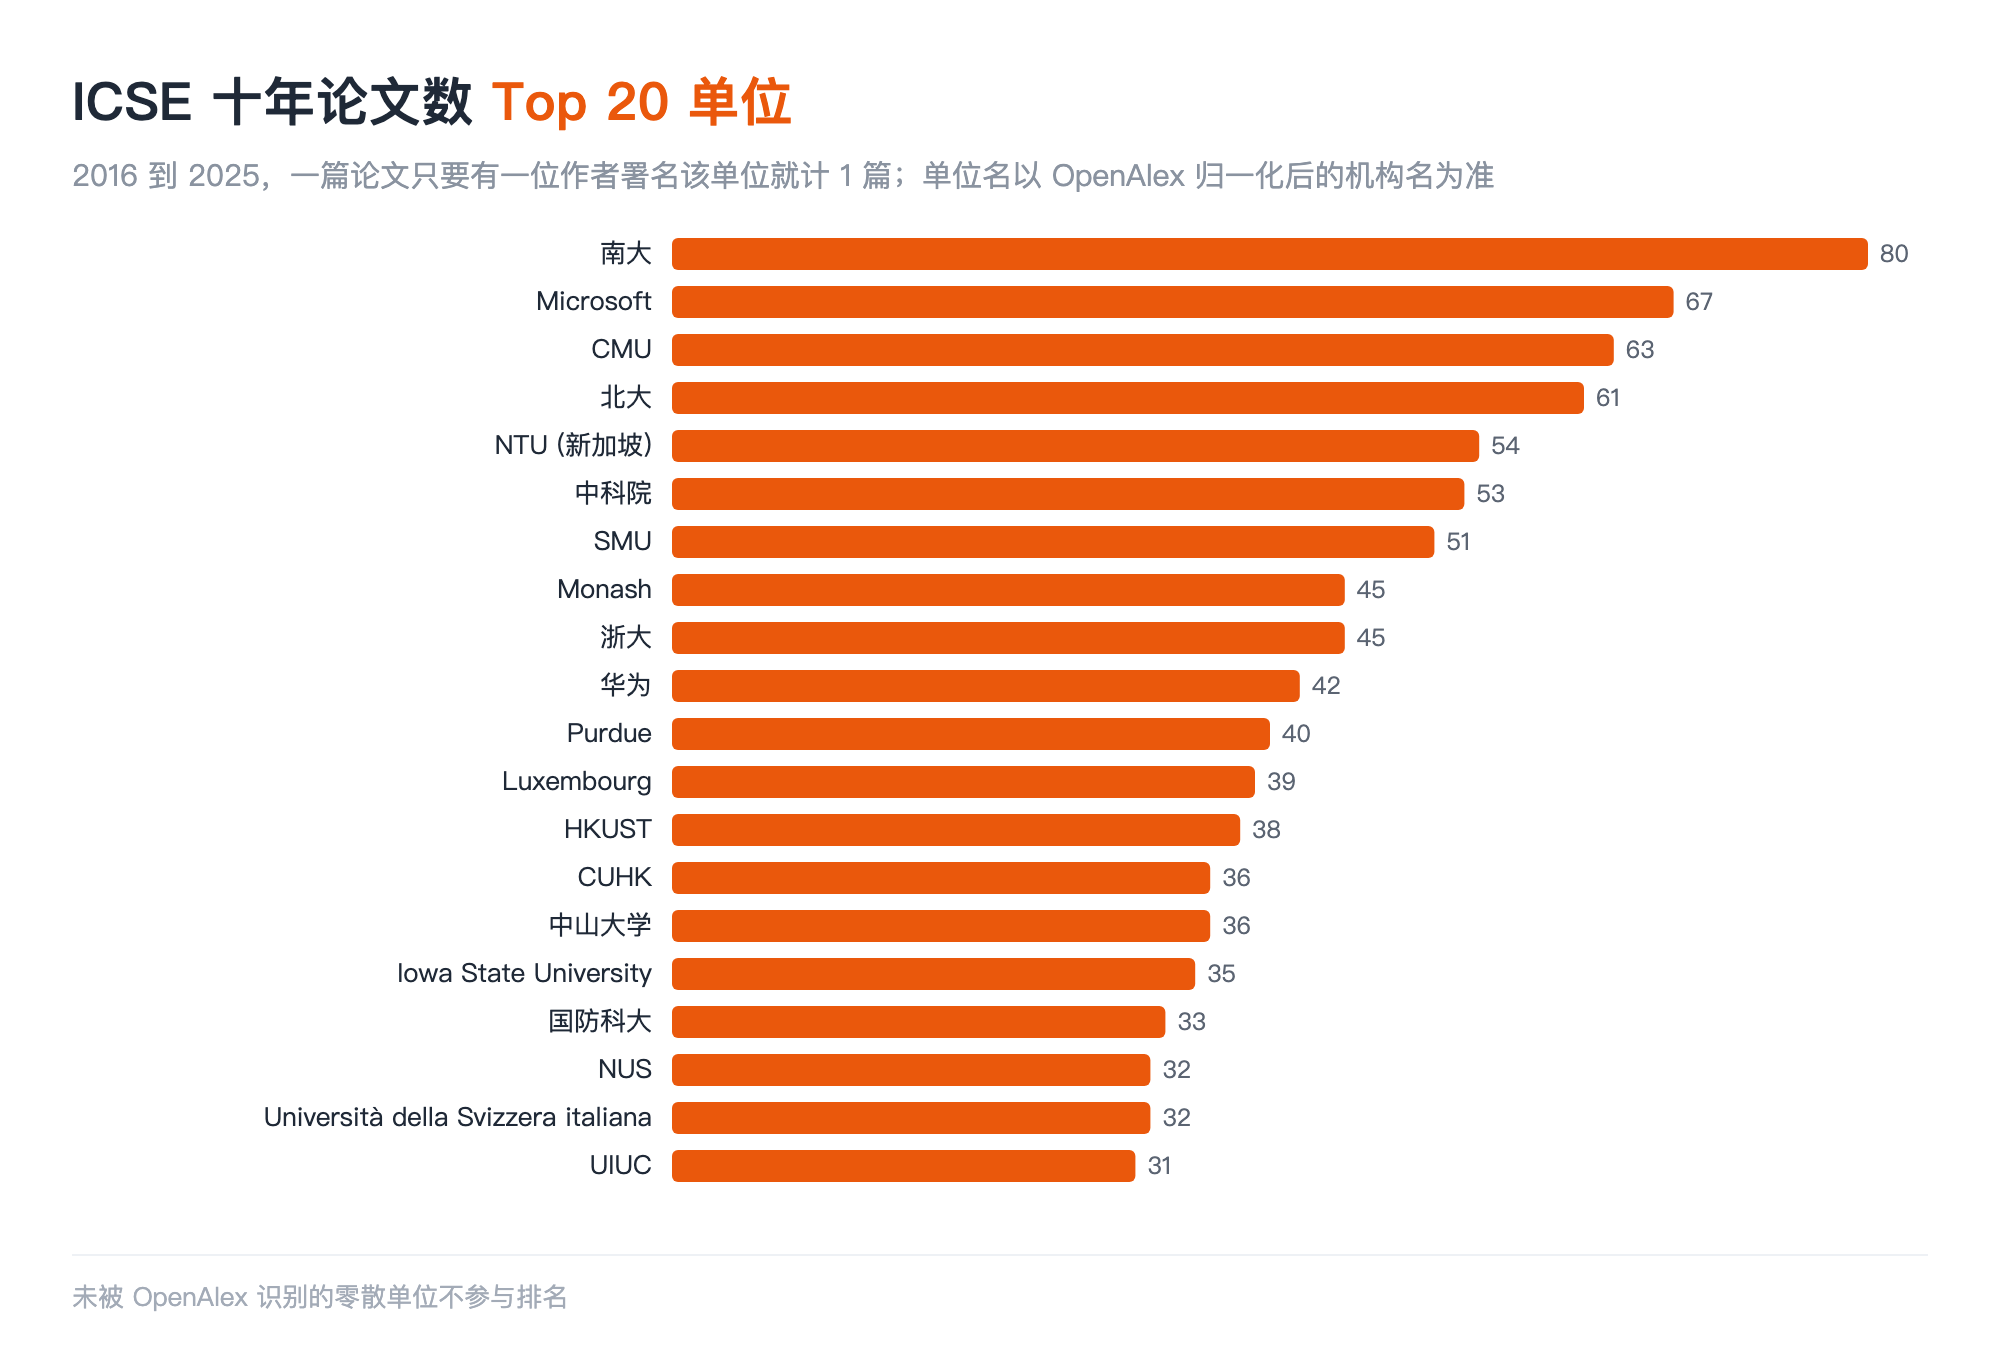 ICSE 十年论文数 Top 20 单位
2016 到 2025，一篇论文只要有一位作者署名该单位就计 1 篇；单位名以 OpenAlex 归一化后的机构名为准
南大 80
Microsoft 67
CMU 63
北大 61
NTU (新加坡) 54
中科院 53
SMU 51
Monash 45
浙大 45
华为 42
Purdue 40
Luxembourg 39
HKUST 38
CUHK 36
中山大学 36
Iowa State University 35
国防科大 33
NUS 32
Università della Svizzera italiana 32
UIUC 31
未被 OpenAlex 识别的零散单位不参与排名